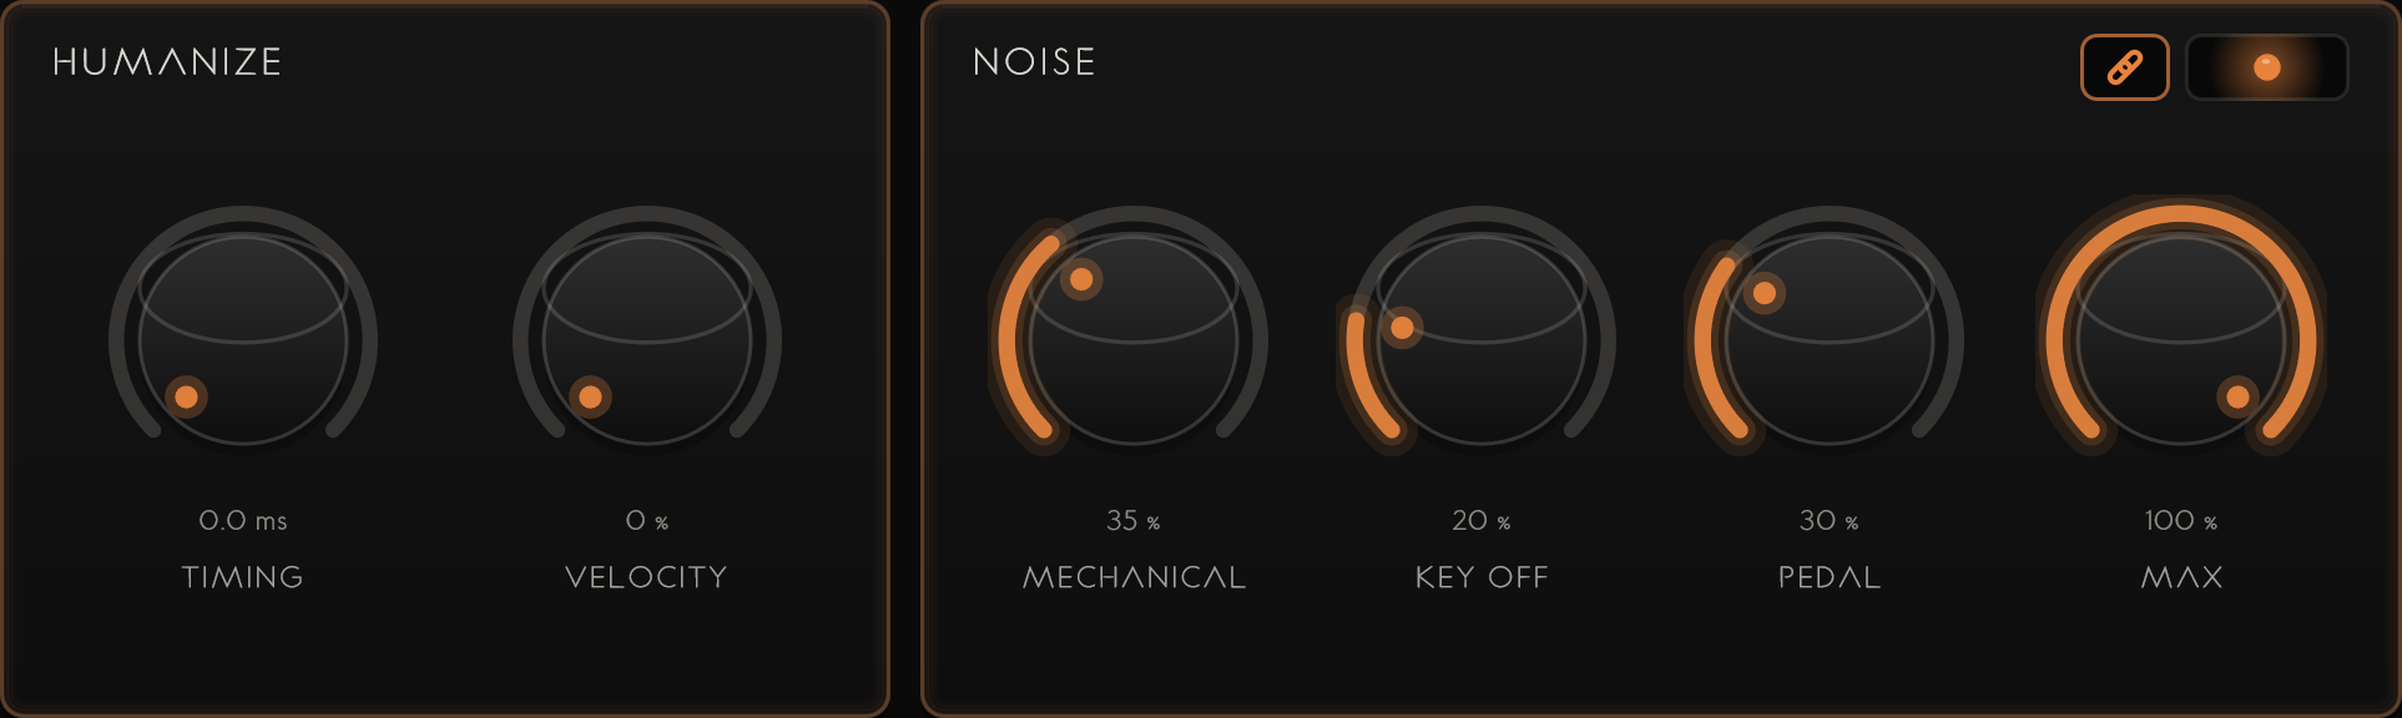 HUMANIZE
NOISE
0.0 ms
0 %
35 %
20 %
30 %
100 %
TIMING
VELOCITY
MECHANICAL
KEY OFF
PEDAL
MAX